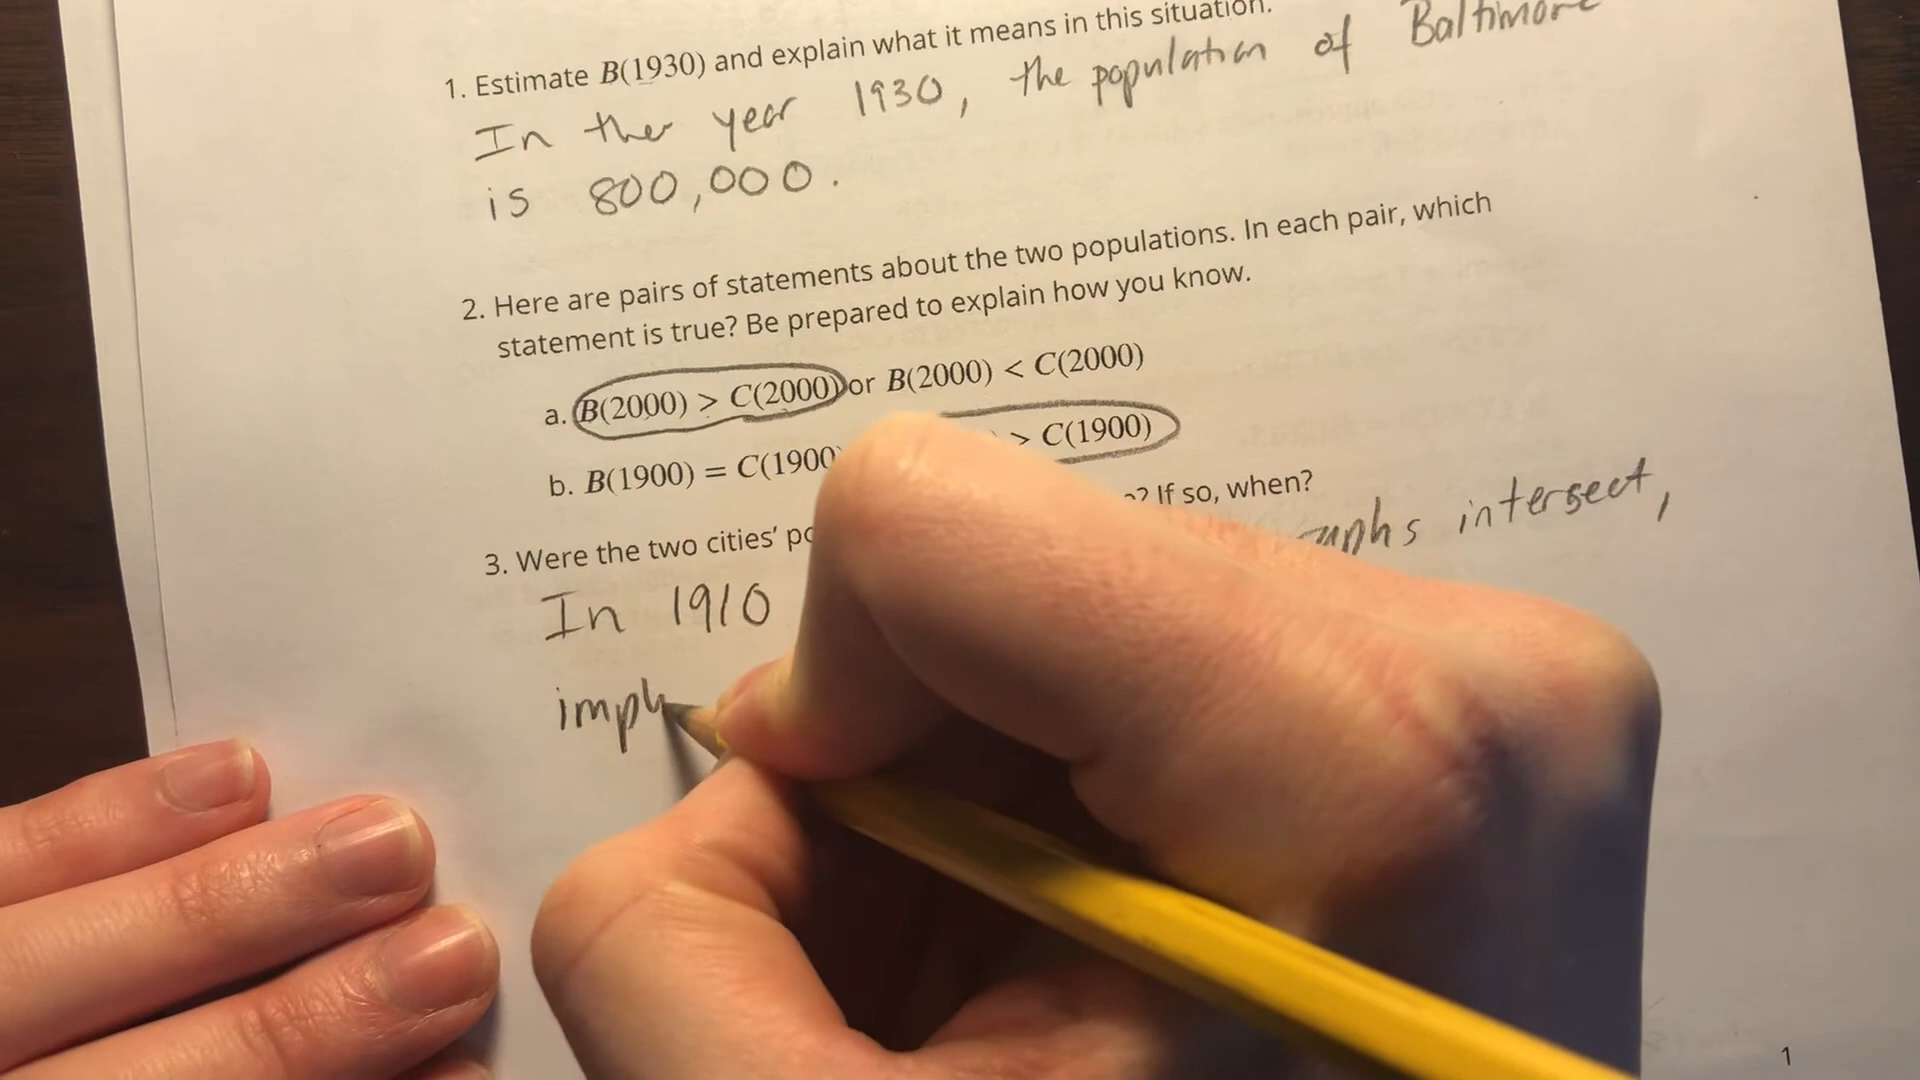 1. Estimate B(1930) and explain what it means in this situation.
In the year 1930, the population of Baltimore
is 800,000.
2. Here are pairs of statements about the two populations. In each pair, which
statement is true? Be prepared to explain how you know.
a. B(2000) > C(2000) or B(2000) < C(2000)
b. B(1900) = C(1900) > C(1900)
3. Were the two cities' ? If so, when?
In 1910 intersect,
1